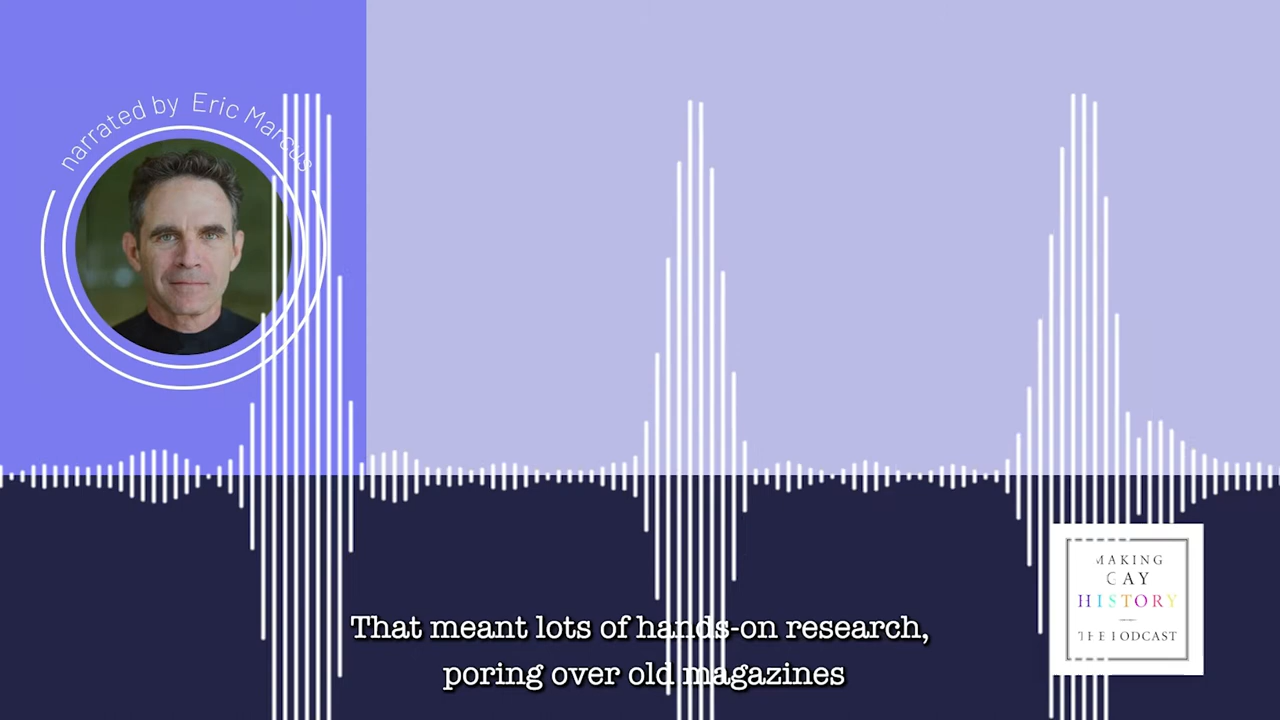 narrated by Eric Marcus
MAKING
GAY
HISTORY
THE PODCAST
That meant lots of hands-on research,
poring over old magazines